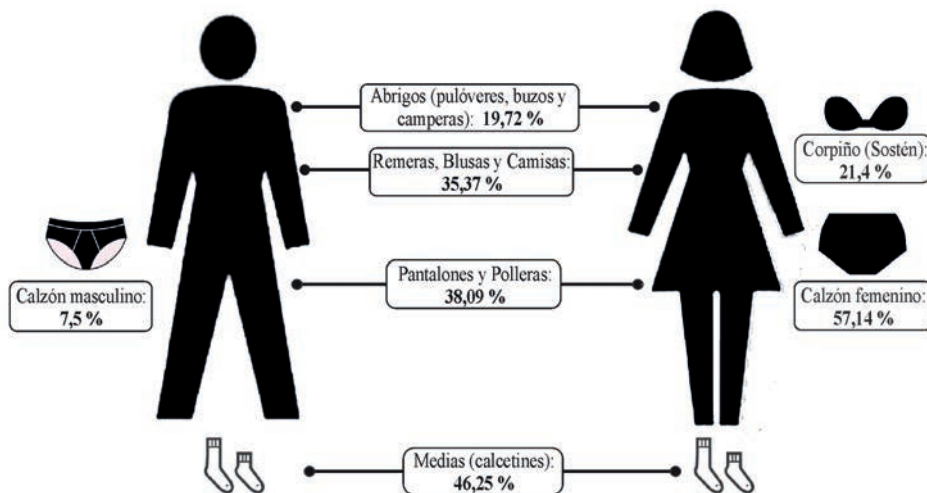 Abrigos (pulóveres, buzos y
camperas): 19,72 %
Remeras, Blusas y Camisas:
35,37 %
Corpiño (Sostén):
21,4 %
Pantalones y Polleras:
38,09 %
Calzón masculino:
7,5 %
Calzón femenino:
57,14 %
Medias (calcetines):
46,25 %